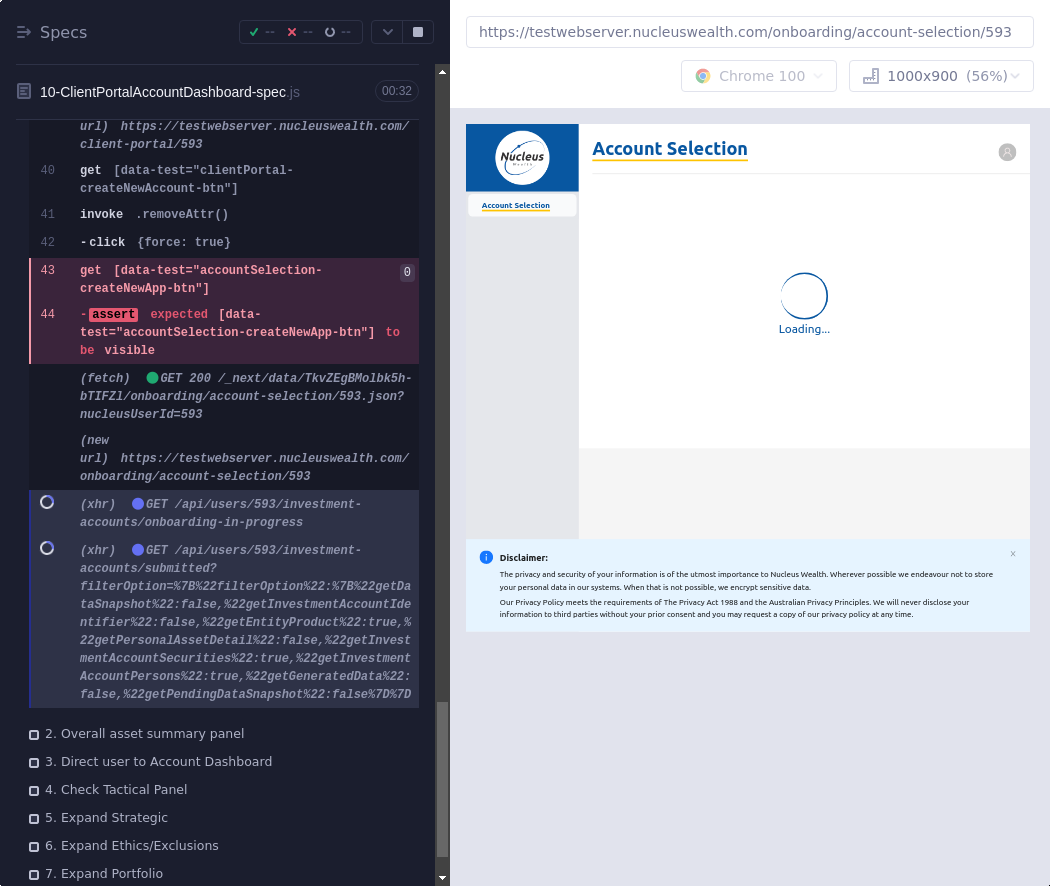 Specs
--
--
--
10-ClientPortalAccountDashboard-spec.js
00:32
url) https://testwebserver.nucleuswealth.com/
client-portal/593
40 get [data-test="clientPortal-
createNewAccount-btn"]
41 invoke .removeAttr()
42 -click {force: true}
43 get [data-test="accountSelection-
createNewApp-btn"]
0
44 -assert expected [data-
test="accountSelection-createNewApp-btn"] to
be visible
(fetch) GET 200 /_next/data/TkvZEgBMolbk5h-
bTIFZl/onboarding/account-selection/593.json?
nucleusUserId=593
(new
url) https://testwebserver.nucleuswealth.com/
onboarding/account-selection/593
(xhr) GET /api/users/593/investment-
accounts/onboarding-in-progress
(xhr) GET /api/users/593/investment-
accounts/submitted?
filterOption=%7B%22filterOption%22:%7B%22getDa
taSnapshot%22:false,%22getInvestmentAccountIde
ntifier%22:false,%22getEntityProduct%22:true,%
22getPersonalAssetDetail%22:false,%22getInvest
mentAccountSecurities%22:true,%22getInvestment
AccountPersons%22:true,%22getGeneratedData%22:
false,%22getPendingDataSnapshot%22:false%7D%7D
2. Overall asset summary panel
3. Direct user to Account Dashboard
4. Check Tactical Panel
5. Expand Strategic
6. Expand Ethics/Exclusions
7. Expand Portfolio
https://testwebserver.nucleuswealth.com/onboarding/account-selection/593
Chrome 100
1000x900 (56%)
Nucleus
Wealth
Account Selection
Account Selection
Loading...
Disclaimer:
×
The privacy and security of your information is of the utmost importance to Nucleus Wealth. Wherever possible we endeavour not to store
your personal data in our systems. When that is not possible, we encrypt sensitive data.
Our Privacy Policy meets the requirements of The Privacy Act 1988 and the Australian Privacy Principles. We will never disclose your
information to third parties without your prior consent and you may request a copy of our privacy policy at any time.